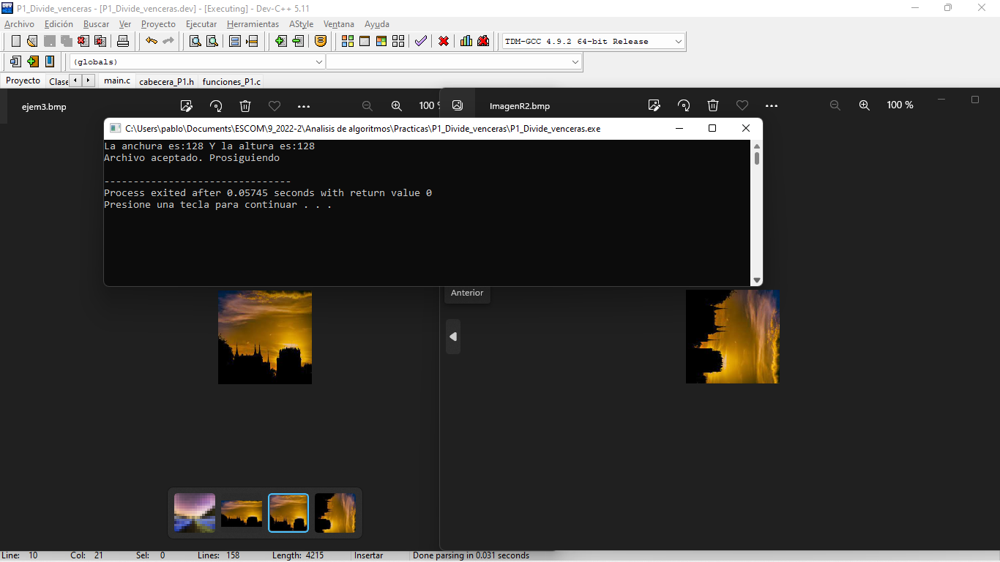 P1_Divide_venceras - [P1_Divide_venceras.dev] - [Executing] - Dev-C++ 5.11
Archivo Edición Buscar Ver Proyecto Ejecutar Herramientas AStyle Ventana Ayuda
TDM-GCC 4.9.2 64-bit Release
(globals)
Proyecto Clase main.c cabecera_P1.h funciones_P1.c
ejem3.bmp 100 % ImagenR2.bmp 100 %
C:\Users\pablo\Documents\ESCOM\9_2022-2\Analisis de algoritmos\Practicas\P1_Divide_venceras\P1_Divide_venceras.exe
La anchura es:128 Y la altura es:128
Archivo aceptado. Prosiguiendo
--------------------------------
Process exited after 0.05745 seconds with return value 0
Presione una tecla para continuar . . .
Anterior
Line: 10 Col: 21 Sel: 0 Lines: 158 Length: 4215 Insertar Done parsing in 0.031 seconds